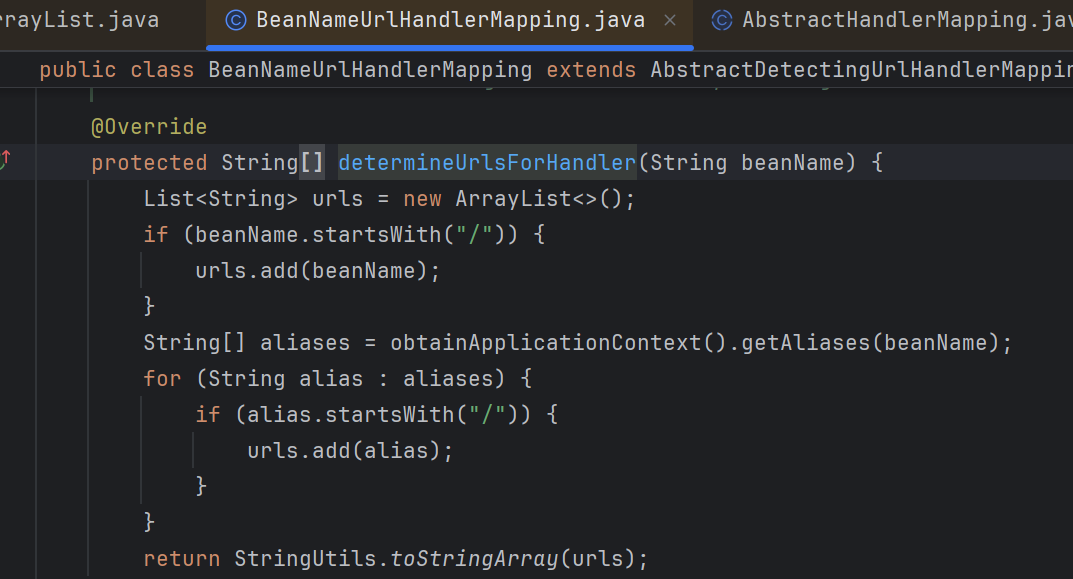 rrayList.java
BeanNameUrlHandlerMapping.java
AbstractHandlerMapping.jav
public class BeanNameUrlHandlerMapping extends AbstractDetectingUrlHandlerMappin
@Override
protected String[] determineUrlsForHandler(String beanName) {
List<String> urls = new ArrayList<>();
if (beanName.startsWith("/")) {
urls.add(beanName);
}
String[] aliases = obtainApplicationContext().getAliases(beanName);
for (String alias : aliases) {
if (alias.startsWith("/")) {
urls.add(alias);
}
}
return StringUtils.toStringArray(urls);